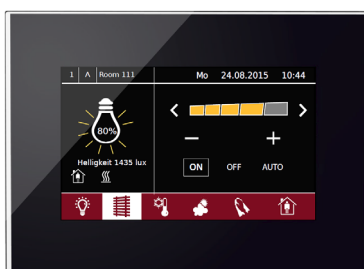 1 A Room 111 Mo 24.08.2015 10:44
80%
Helligkeit 1435 lux
ON OFF AUTO